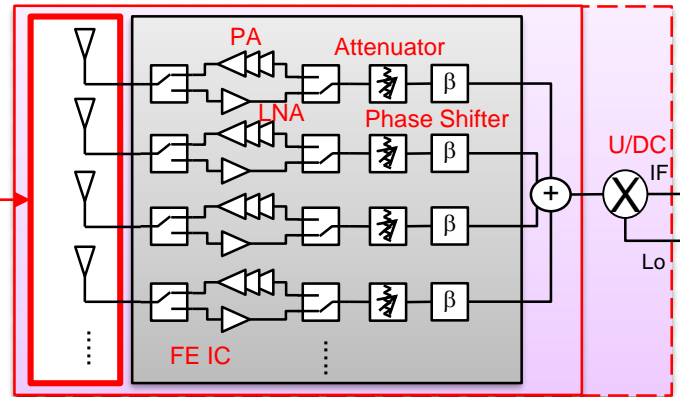 PA
Attenuator
LNA
Phase Shifter
β
β
β
β
U/DC
IF
+
X
Lo
FE IC